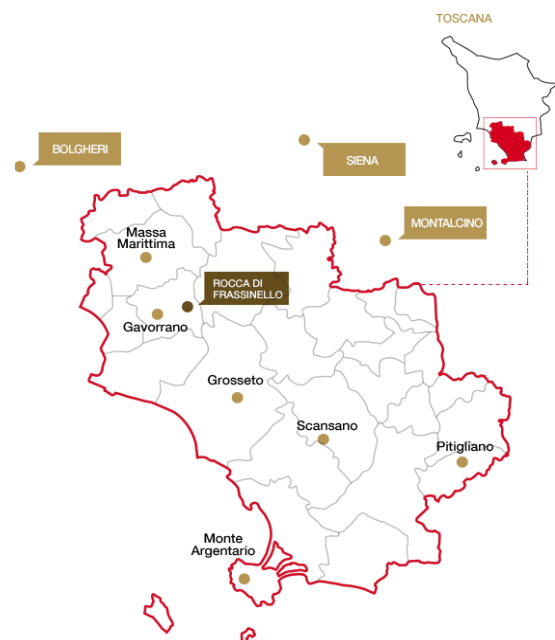 TOSCANA
BOLGHERI
SIENA
MONTALCINO
Massa
Marittima
ROCCA DI
FRASSINELLO
Gavorrano
Grosseto
Scansano
Pitigliano
Monte
Argentario